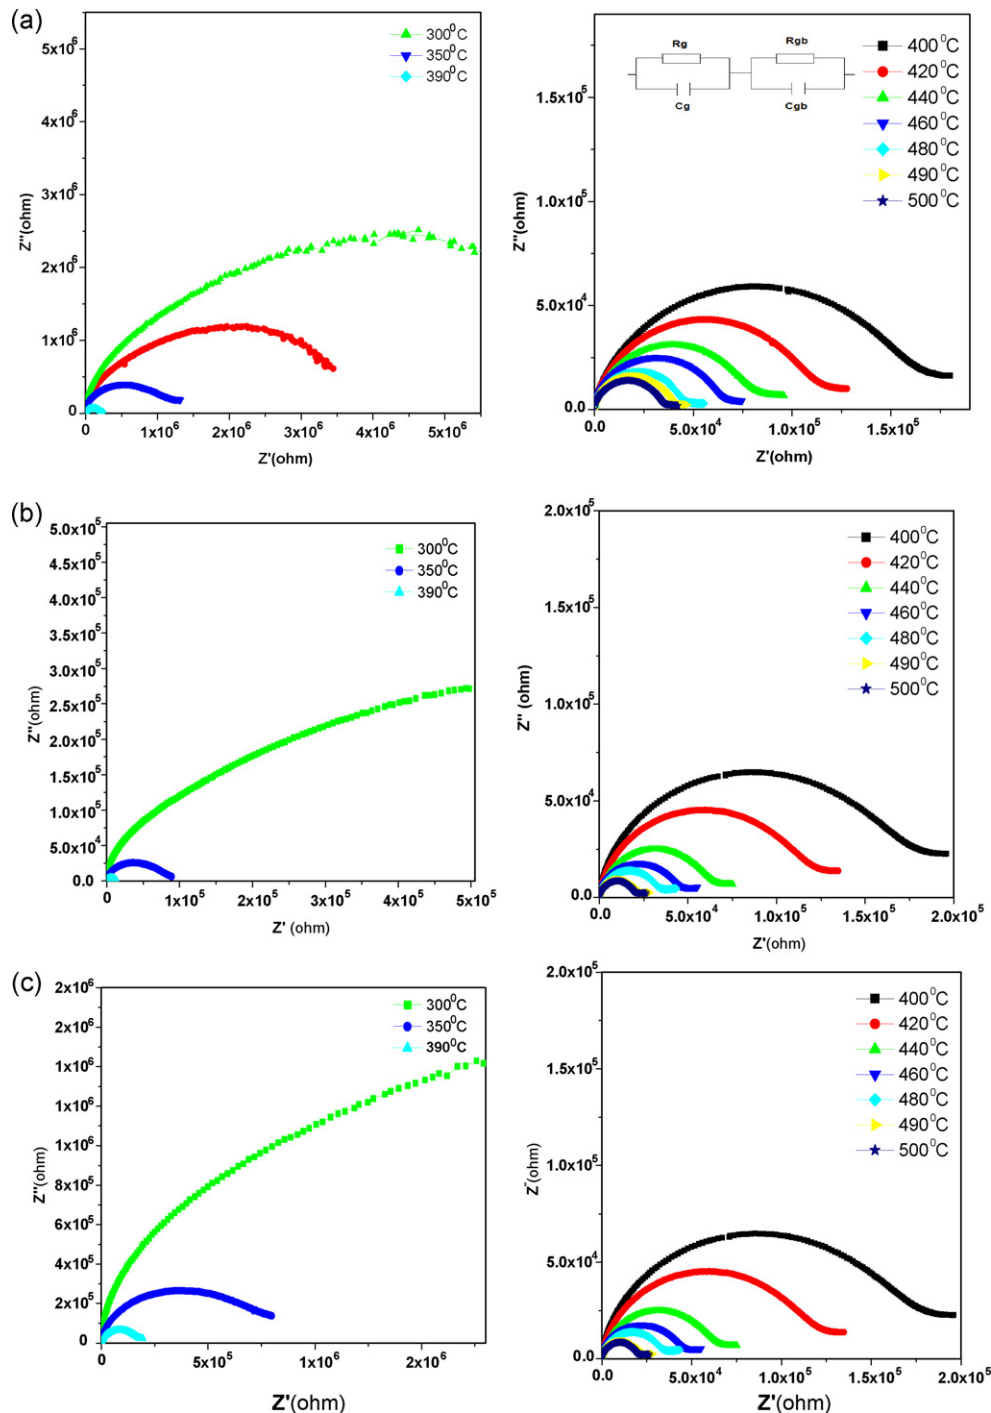 (a)
300⁰C
350⁰C
390⁰C
5x10⁶
4x10⁶
3x10⁶
2x10⁶
1x10⁶
0
Z''(ohm)
0 1x10⁶ 2x10⁶ 3x10⁶ 4x10⁶ 5x10⁶
Z'(ohm)
Rg Rgb
Cg Cgb
400⁰C
420⁰C
440⁰C
460⁰C
480⁰C
490⁰C
500⁰C
1.5x10⁵
1.0x10⁵
5.0x10⁴
0.0
Z''(ohm)
0.0 5.0x10⁴ 1.0x10⁵ 1.5x10⁵
Z'(ohm)
(b)
300⁰C
350⁰C
390⁰C
5.0x10⁵
4.5x10⁵
4.0x10⁵
3.5x10⁵
3.0x10⁵
2.5x10⁵
2.0x10⁵
1.5x10⁵
1.0x10⁵
5.0x10⁴
0.0
Z''(ohm)
0 1x10⁵ 2x10⁵ 3x10⁵ 4x10⁵ 5x10⁵
Z' (ohm)
400⁰C
420⁰C
440⁰C
460⁰C
480⁰C
490⁰C
500⁰C
2.0x10⁵
1.5x10⁵
1.0x10⁵
5.0x10⁴
0.0
Z'' (ohm)
0.0 5.0x10⁴ 1.0x10⁵ 1.5x10⁵ 2.0x10⁵
Z'(ohm)
(c)
300⁰C
350⁰C
390⁰C
2x10⁶
2x10⁶
1x10⁶
1x10⁶
1x10⁶
8x10⁵
6x10⁵
4x10⁵
2x10⁵
0
Z''(ohm)
0 5x10⁵ 1x10⁶ 2x10⁶ 2x10⁶
Z'(ohm)
400⁰C
420⁰C
440⁰C
460⁰C
480⁰C
490⁰C
500⁰C
2.0x10⁵
1.5x10⁵
1.0x10⁵
5.0x10⁴
0.0
Z''(ohm)
0.0 5.0x10⁴ 1.0x10⁵ 1.5x10⁵ 2.0x10⁵
Z'(ohm)